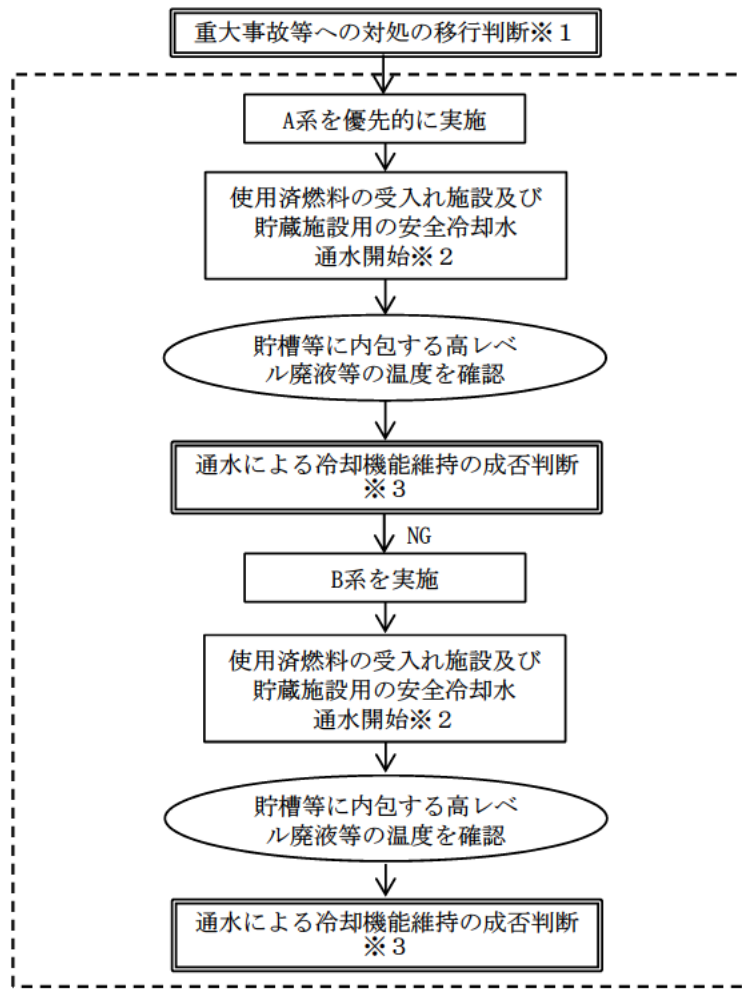 重大事故等への対処の移行判断※１
A系を優先的に実施
使用済燃料の受入れ施設及び
貯蔵施設用の安全冷却水
通水開始※２
貯槽等に内包する高レベ
ル廃液等の温度を確認
通水による冷却機能維持の成否判断
※３
NG
B系を実施
使用済燃料の受入れ施設及び
貯蔵施設用の安全冷却水
通水開始※２
貯槽等に内包する高レベ
ル廃液等の温度を確認
通水による冷却機能維持の成否判断
※３